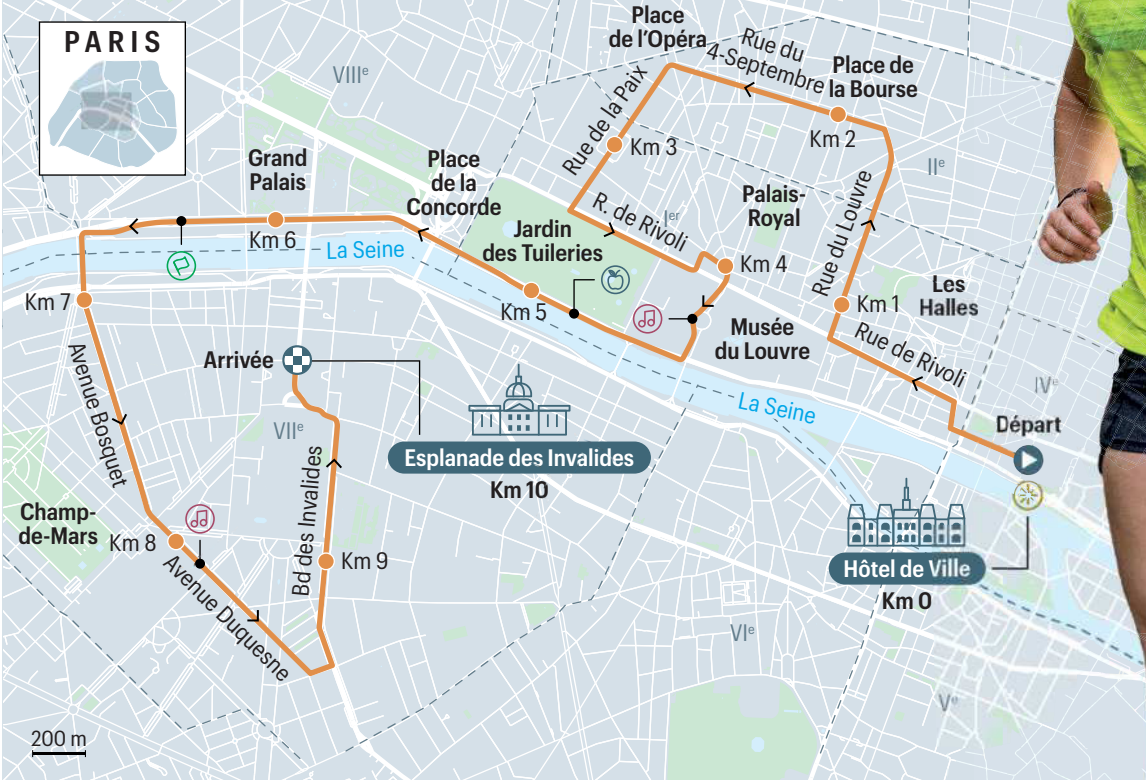 PARIS
VIIIᵉ
Place
de l'Opéra
Rue du
4-Septembre
Place de
la Bourse
Km 2
Rue de la Paix
Km 3
IIᵉ
Grand
Palais
Km 6
Place
de la
Concorde
Palais-
Royal
Iᵉʳ
R. de Rivoli
Km 4
Rue du Louvre
Jardin
des Tuileries
La Seine
Km 5
Km 7
Km 1
Les
Halles
Musée
du Louvre
Rue de Rivoli
IVᵉ
Arrivée
Avenue Bosquet
La Seine
Départ
VIIᵉ
Esplanade des Invalides
Km 10
Champ-
de-Mars
Km 8
Bd des Invalides
Km 9
Avenue Duquesne
Hôtel de Ville
Km 0
VIᵉ
Vᵉ
200 m